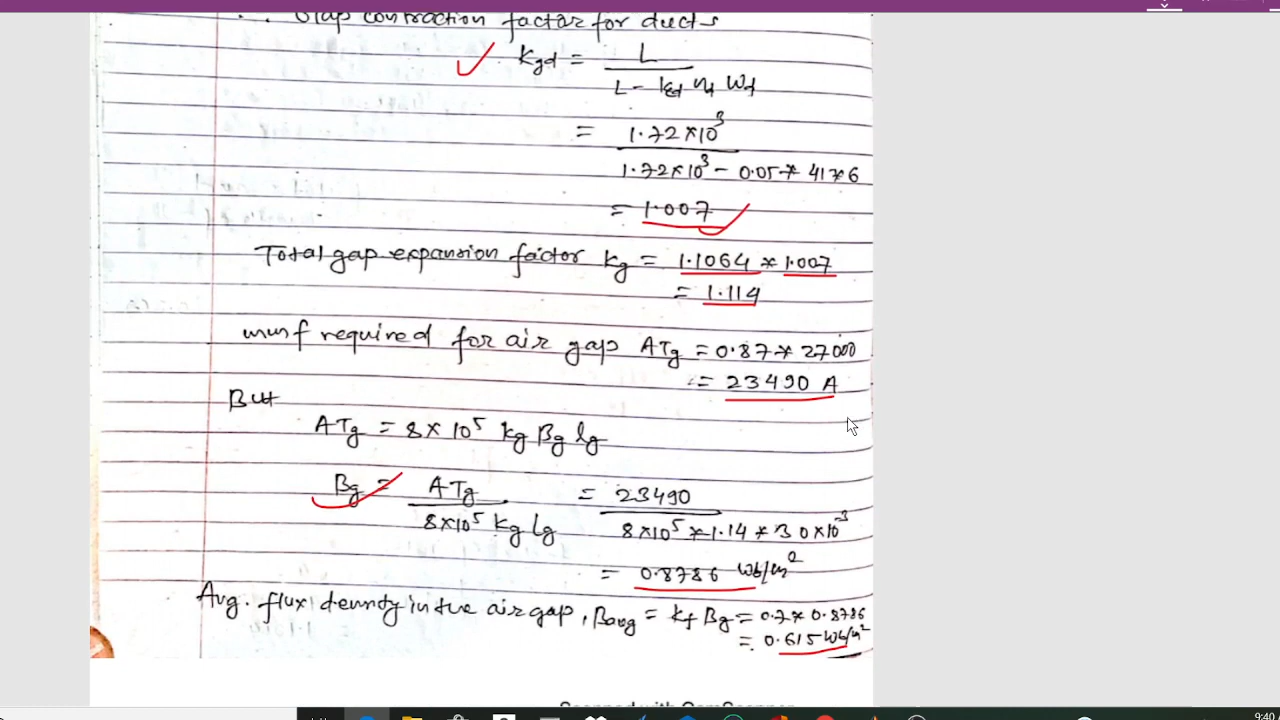 contraction factor for ducts
Kgd = L / L - Kcd nd Wd
= 1.72×10³ / 1.72×10³ - 0.05* 41*6
= 1.007
Total gap expansion factor Kg = 1.1064 * 1.007
= 1.114
mmf required for air gap ATg = 0.87* 27000
= 23490 A
But
ATg = 8×10⁵ Kg Bg lg
Bg = ATg / 8×10⁵ Kg lg = 23490 / 8×10⁵ *1.14 * 30×10⁻³
= 0.8786 Wb/m²
Avg. flux density in the air gap, Bavg = Kf Bg = 0.7* 0.8786
= 0.615 Wb/m²
9:40